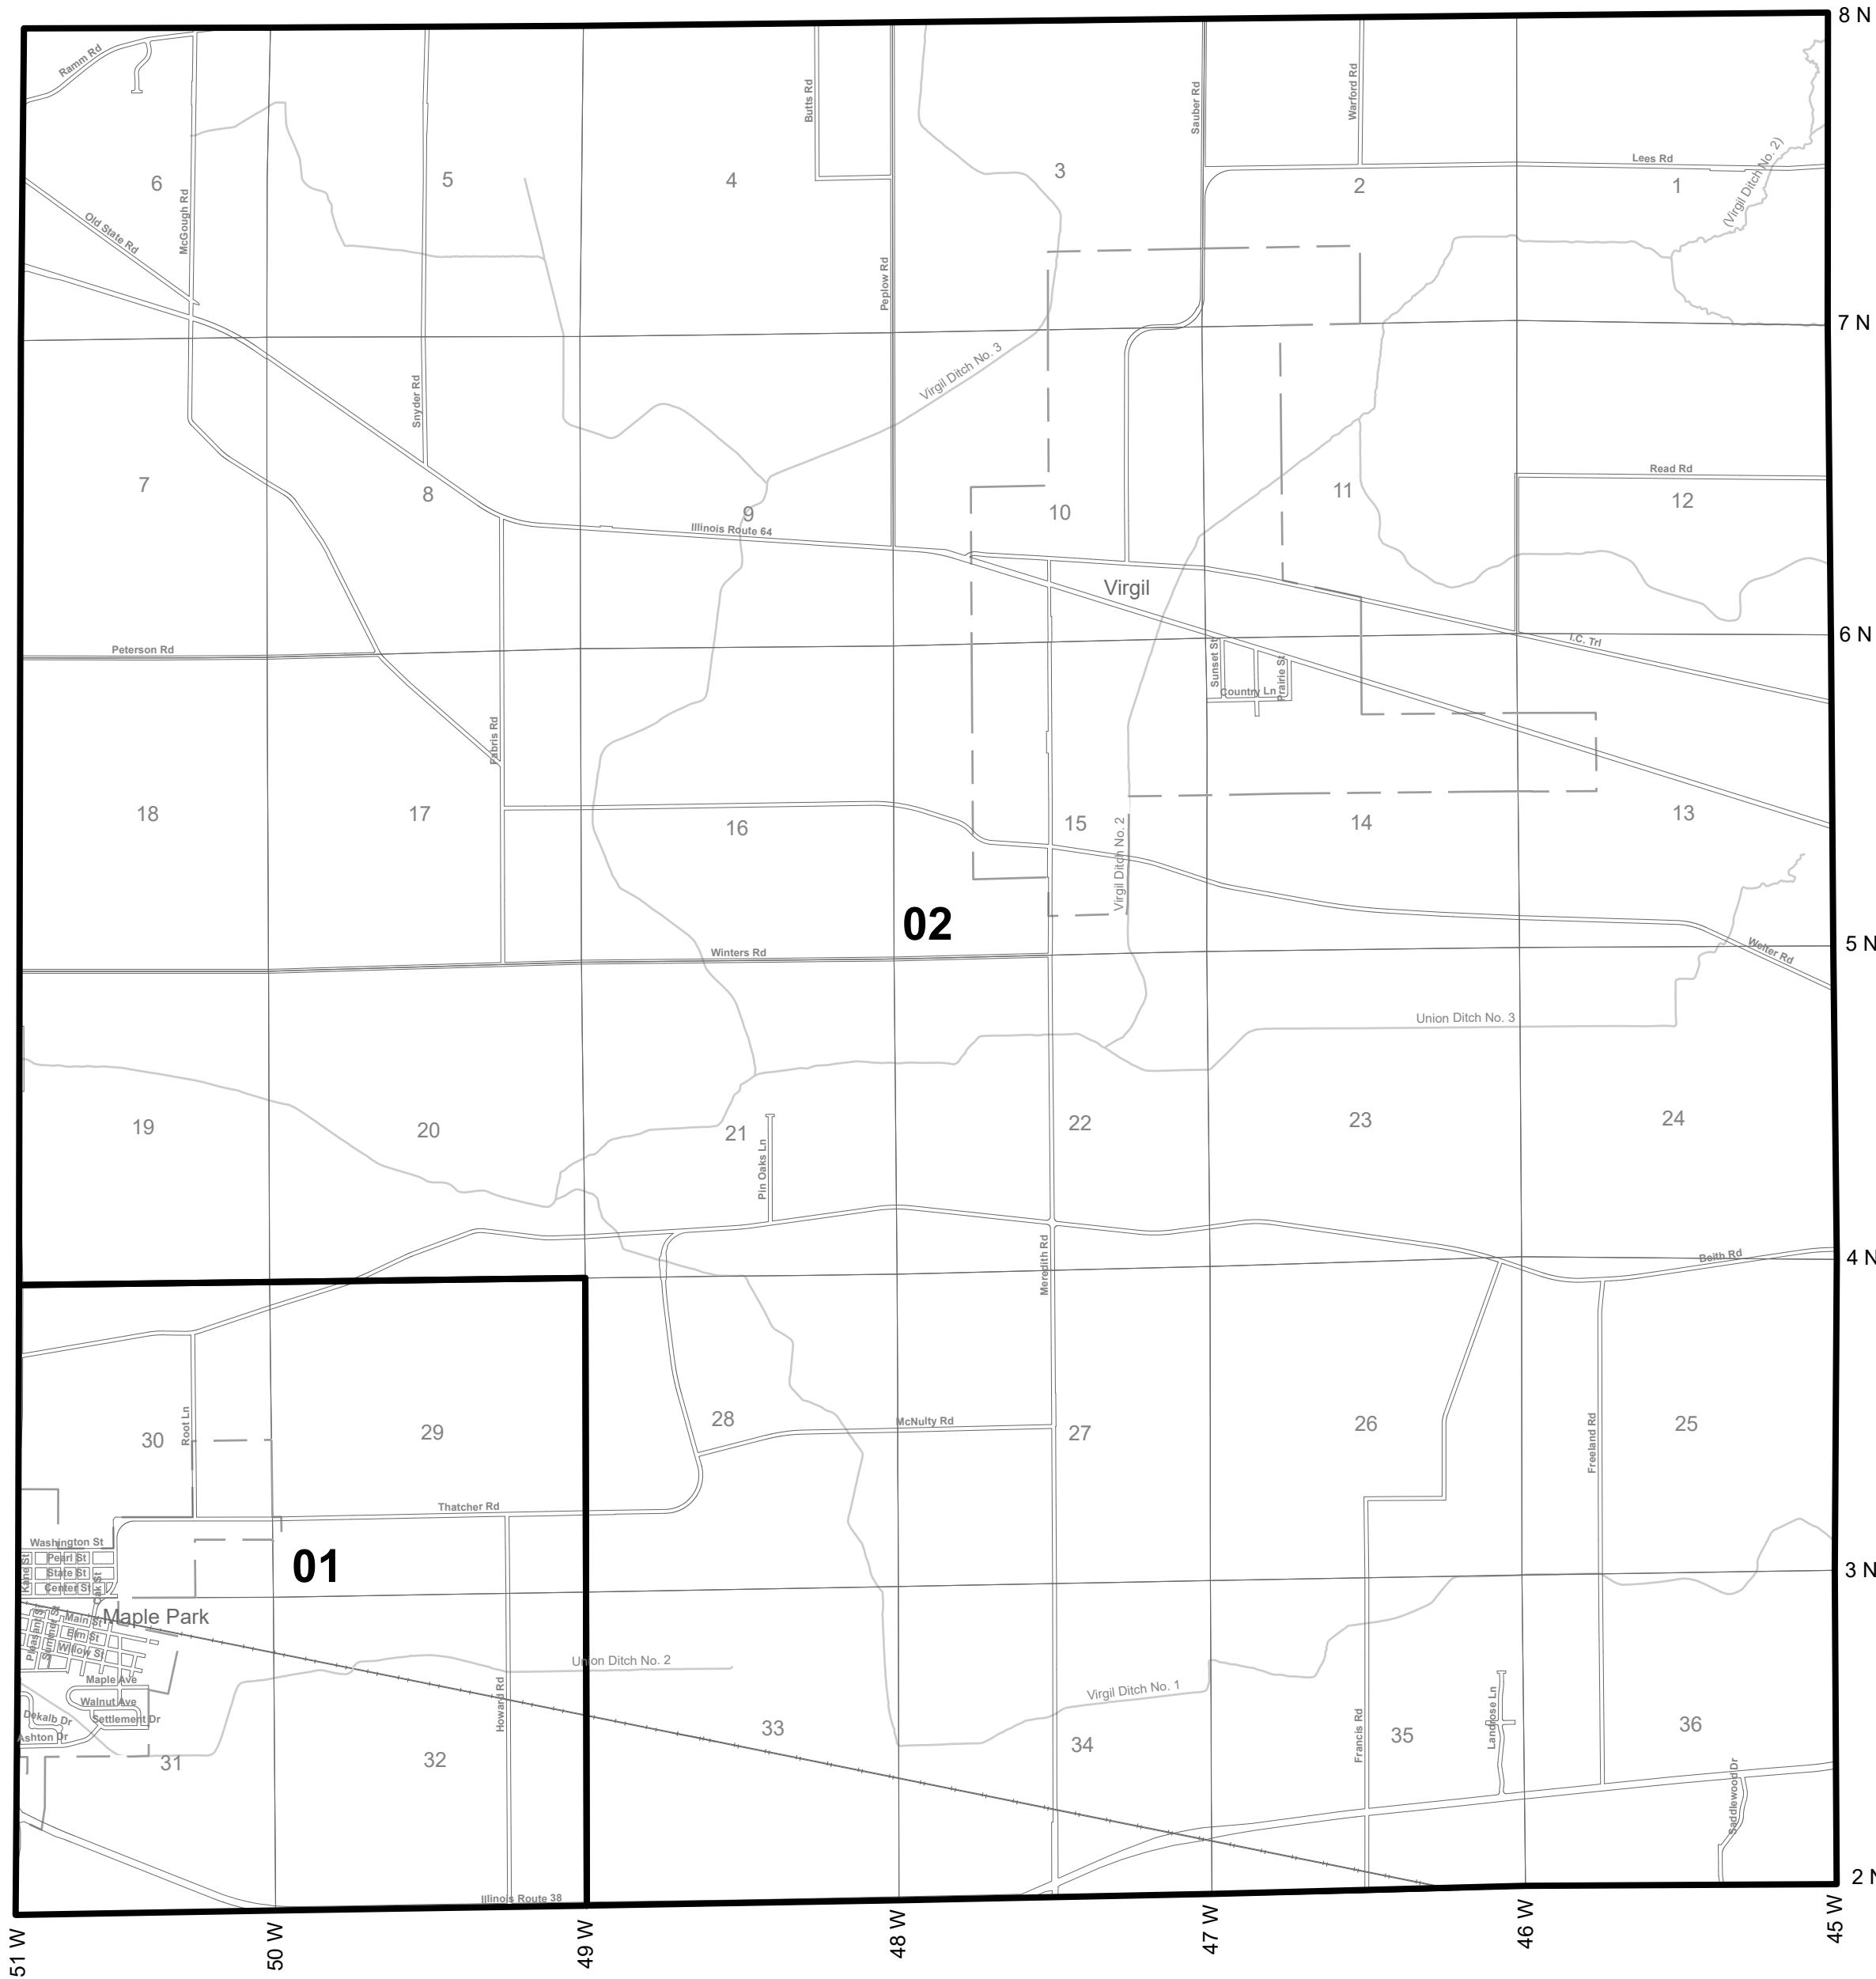 8 N
Ramm Rd
Butts Rd
Sauber Rd
Warford Rd
Lees Rd
(Virgil Ditch No. 2)
6
5
4
3
2
1
McGough Rd
Old State Rd
Peplow Rd
7 N
Snyder Rd
Virgil Ditch No. 3
Read Rd
7
8
9
10
11
12
Illinois Route 64
Virgil
6 N
I.C. Trl
Peterson Rd
Sunset St
Prairie St
Country Ln
Fabris Rd
18
17
16
15
14
13
Virgil Ditch No. 2
02
5 N
Winters Rd
Welter Rd
Union Ditch No. 3
19
20
21
22
23
24
Pin Oaks Ln
Meredith Rd
Beith Rd
4 N
Root Ln
30
29
28
McNulty Rd
27
26
Freeland Rd
25
Thatcher Rd
Washington St
Pearl St
State St
Center St
Kane St
Oak St
01
3 N
Maple Park
Main St
Elm St
Willow St
Pleasant St
Summer St
Maple Ave
Walnut Ave
Settlement Dr
Dekalb Dr
Ashton Dr
Union Ditch No. 2
Virgil Ditch No. 1
Howard Rd
Francis Rd
Landrose Ln
Saddlewood Dr
31
32
33
34
35
36
Illinois Route 38
2 N
51 W
50 W
49 W
48 W
47 W
46 W
45 W